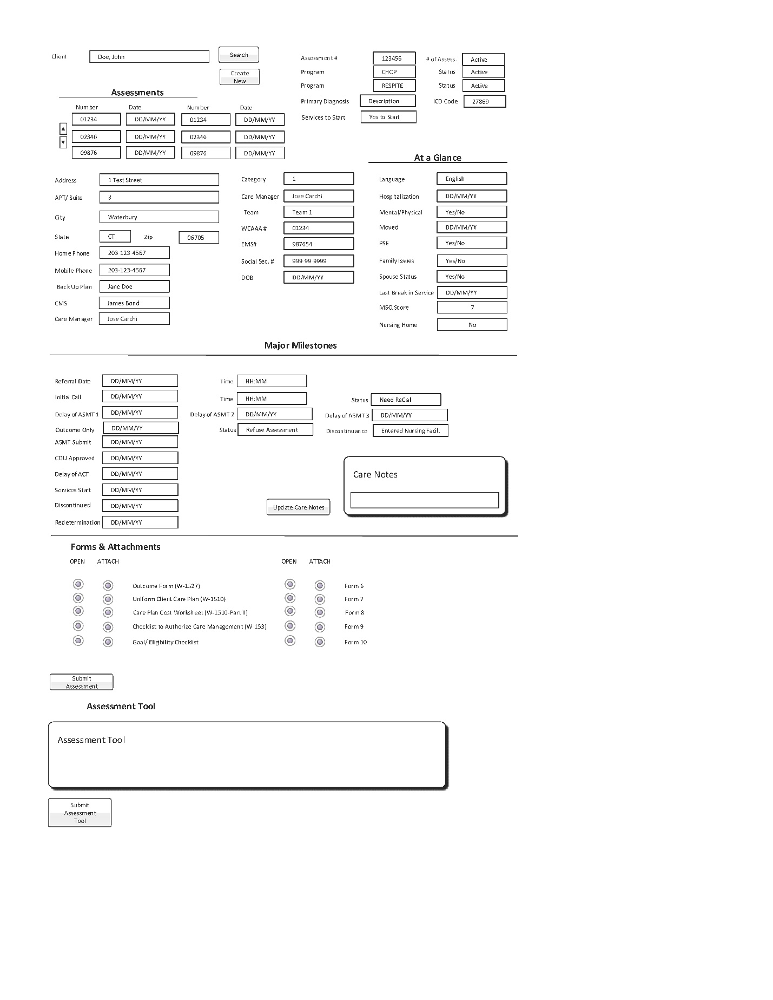 Client Doe, John Search
Create
New
Assessment # 123456 # of Assess. Active
Program CHCP Status Active
Program RESPITE Status Active
Primary Diagnosis Description ICD Code 27869
Services to Start Yes to Start
Assessments
Number Date Number Date
01234 DD/MM/YY 01234 DD/MM/YY
▲
02346 DD/MM/YY 02346 DD/MM/YY
▼
09876 DD/MM/YY 09876 DD/MM/YY
Address 1 Test Street
APT/ Suite 3
City Waterbury
State CT Zip 06705
Home Phone 203-123-4567
Mobile Phone 203-123-4567
Back Up Plan Jane Doe
CMS James Bond
Care Manager Jose Carchi
Category 1
Care Manager Jose Carchi
Team Team 1
WCAAA # 01234
EMS# 987654
Social Sec. # 999-99-9999
DOB DD/MM/YY
At a Glance
Language English
Hospitalization DD/MM/YY
Mental/Physical Yes/No
Moved DD/MM/YY
PSE Yes/No
Family Issues Yes/No
Spouse Status Yes/No
Last Break in Service DD/MM/YY
MSQ Score 7
Nursing Home No
Major Milestones
Referral Date DD/MM/YY Time HH:MM
Initial Call DD/MM/YY Time HH:MM Status Need ReCal
Delay of ASMT 1 DD/MM/YY Delay of ASMT 2 DD/MM/YY Delay of ASMT 3 DD/MM/YY
Outcome Only DD/MM/YY Status Refuse Assessment Discontinuance Entered Nursing Facil.
ASMT Submit DD/MM/YY
COU Approved DD/MM/YY
Delay of ACT DD/MM/YY
Services Start DD/MM/YY
Discontinued DD/MM/YY
Redetermination DD/MM/YY
Care Notes
Update Care Notes
Forms & Attachments
OPEN ATTACH OPEN ATTACH
Outcome Form (W-1527) Form 6
Uniform Client Care Plan (W-1510) Form 7
Care Plan Cost Worksheet (W-1510-Part II) Form 8
Checklist to Authorize Care Management (W-153) Form 9
Goal/ Eligibility Checklist Form 10
Submit
Assessment
Assessment Tool
Assessment Tool
Submit
Assessment
Tool